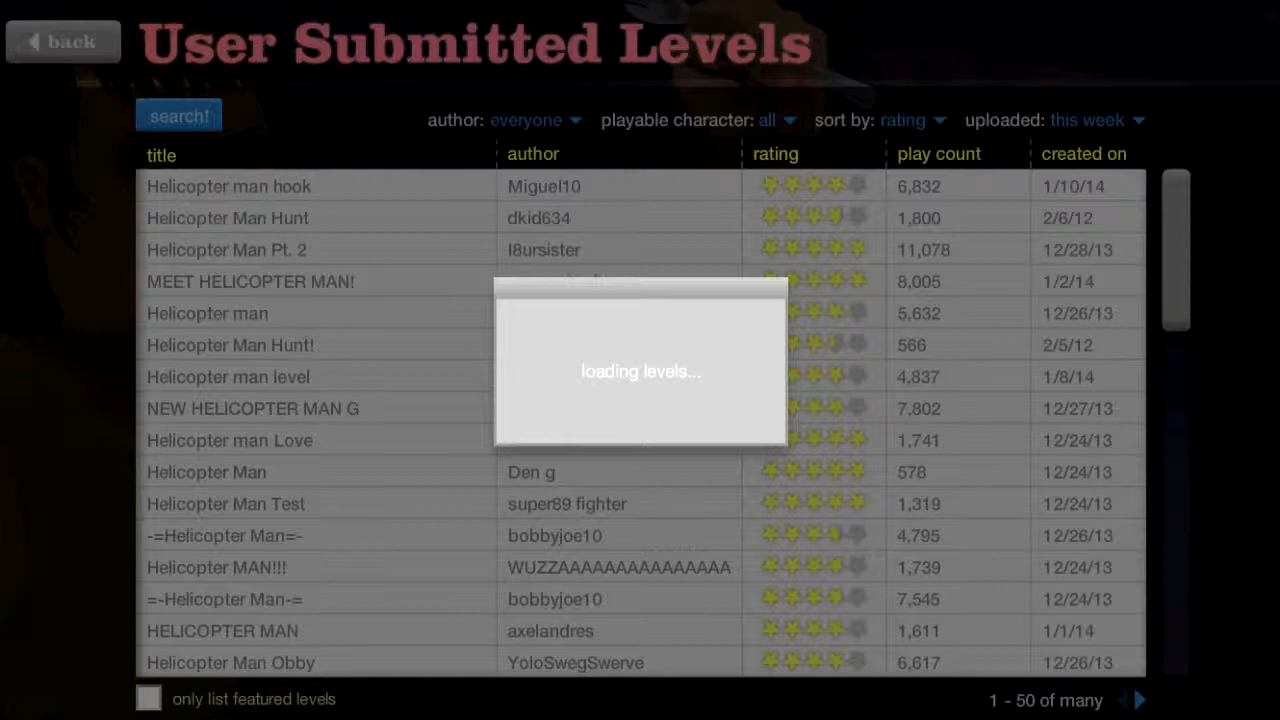 back
User Submitted Levels
search!
author: everyone playable character: all sort by: rating uploaded: this week
title author rating play count created on
Helicopter man hook Miguel10 6,832 1/10/14
Helicopter Man Hunt dkid634 1,800 2/6/12
Helicopter Man Pt. 2 I8ursister 11,078 12/28/13
MEET HELICOPTER MAN! 8,005 1/2/14
Helicopter man 5,632 12/26/13
Helicopter Man Hunt! 566 2/5/12
loading levels...
Helicopter man level 4,837 1/8/14
NEW HELICOPTER MAN G 7,802 12/27/13
Helicopter man Love 1,741 12/24/13
Helicopter Man Den g 578 12/24/13
Helicopter Man Test super89 fighter 1,319 12/24/13
-=Helicopter Man=- bobbyjoe10 4,795 12/26/13
Helicopter MAN!!! WUZZAAAAAAAAAAAAAAA 1,739 12/24/13
=-Helicopter Man-= bobbyjoe10 7,545 12/24/13
HELICOPTER MAN axelandres 1,611 1/1/14
Helicopter Man Obby YoloSwegSwerve 6,617 12/26/13
only list featured levels 1 - 50 of many